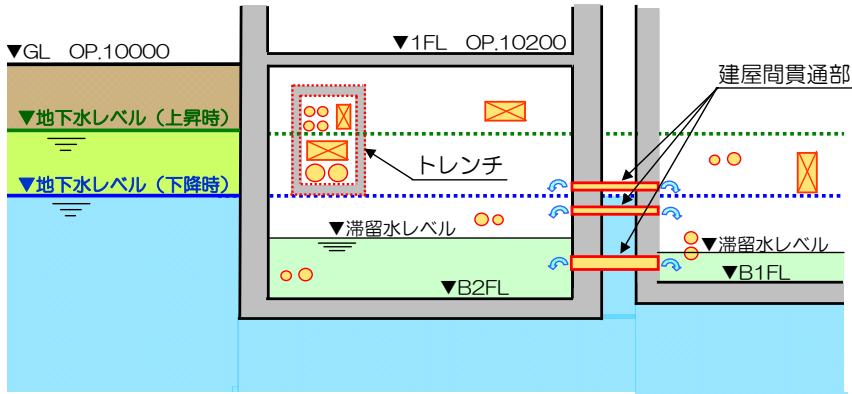 ▼GL OP.10000
▼1FL OP.10200
建屋間貫通部
▼地下水レベル（上昇時）
トレンチ
▼地下水レベル（下降時）
▼滞留水レベル
▼滞留水レベル
▼B2FL
▼B1FL